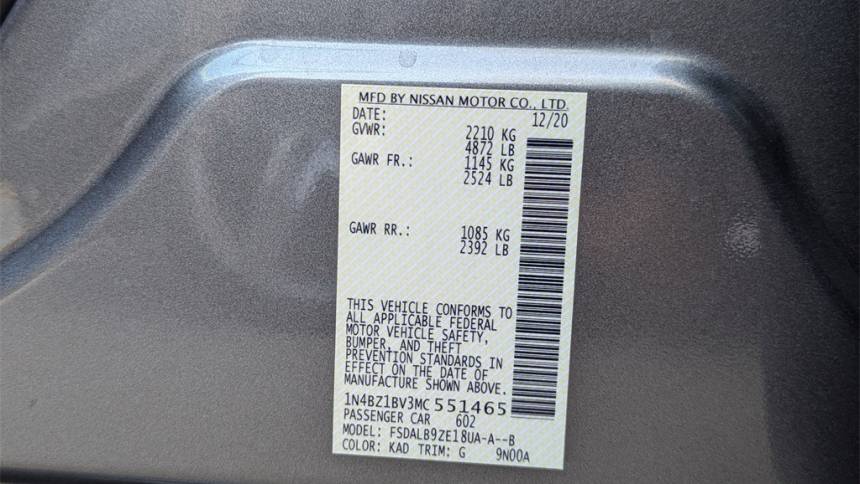 MFD BY NISSAN MOTOR CO., LTD.
DATE: 12/20
GVWR: 2210 KG
4872 LB
GAWR FR.: 1145 KG
2524 LB
GAWR RR.: 1085 KG
2392 LB
THIS VEHICLE CONFORMS TO
ALL APPLICABLE FEDERAL
MOTOR VEHICLE SAFETY,
BUMPER, AND THEFT
PREVENTION STANDARDS IN
EFFECT ON THE DATE OF
MANUFACTURE SHOWN ABOVE.
1N4BZ1BV3MC 551465
PASSENGER CAR 602
MODEL: FSDALB9ZE18UA-A--B
COLOR: KAD TRIM: G 9N00A